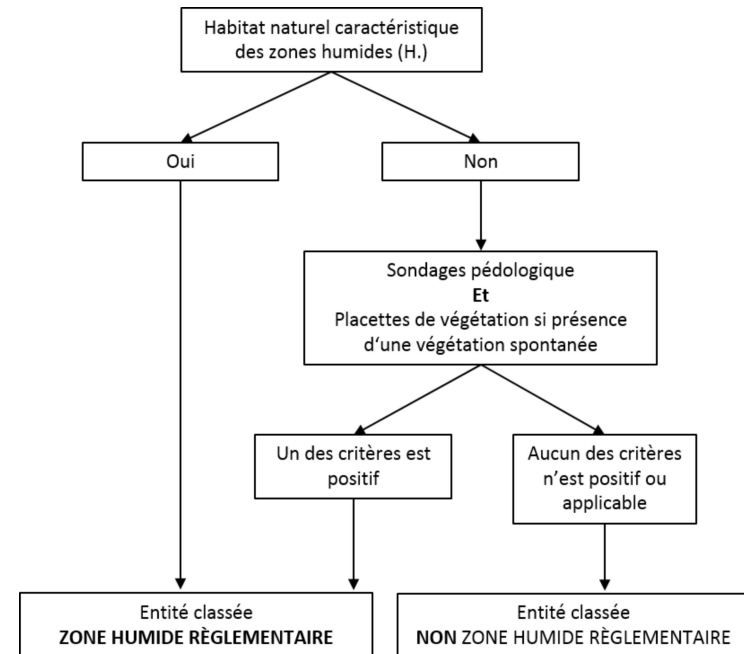 Habitat naturel caractéristique
des zones humides (H.)
Oui
Non
Sondages pédologique
Et
Placettes de végétation si présence
d‘une végétation spontanée
Un des critères est
positif
Aucun des critères
n’est positif ou
applicable
Entité classée
ZONE HUMIDE RÈGLEMENTAIRE
Entité classée
NON ZONE HUMIDE RÈGLEMENTAIRE